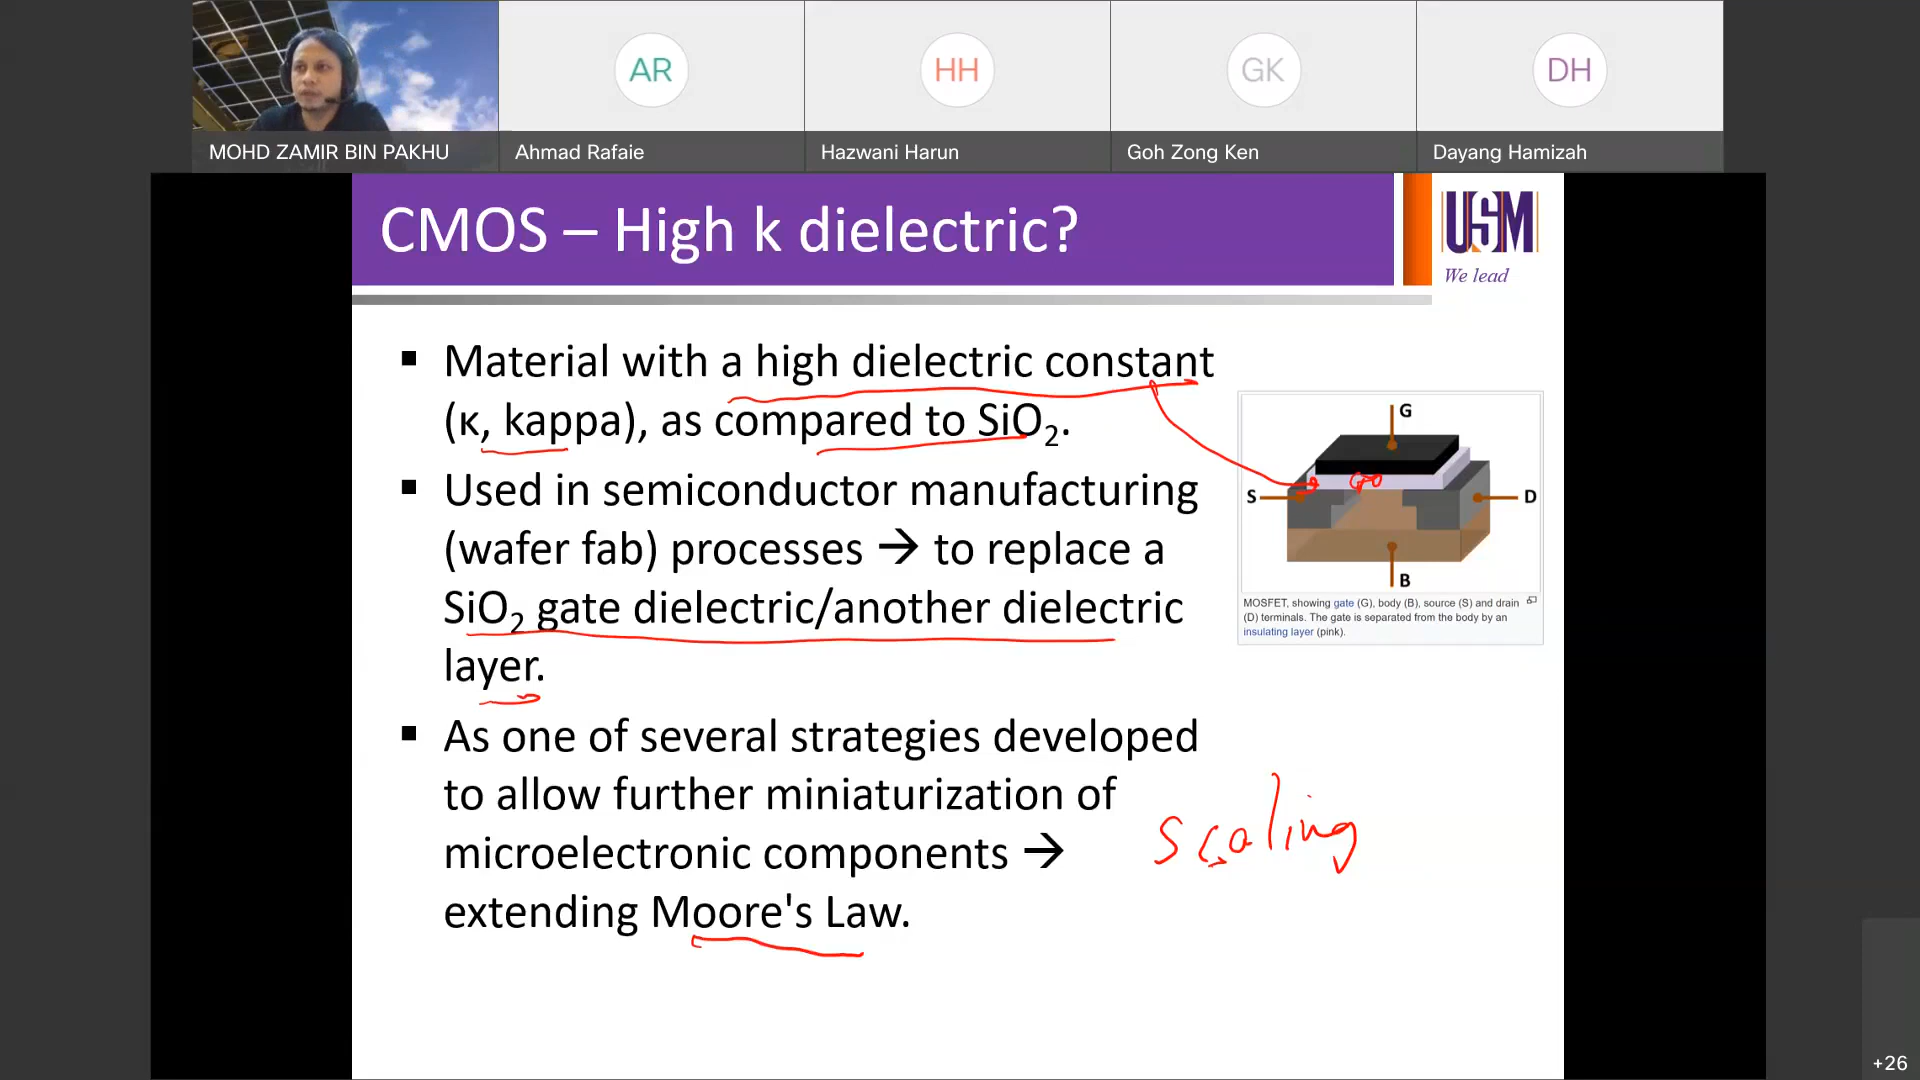 AR
HH
GK
DH
MOHD ZAMIR BIN PAKHU
Ahmad Rafaie
Hazwani Harun
Goh Zong Ken
Dayang Hamizah
CMOS – High k dielectric?
USM
We lead
▪ Material with a high dielectric constant
(κ, kappa), as compared to SiO₂.
▪ Used in semiconductor manufacturing
(wafer fab) processes → to replace a
SiO₂ gate dielectric/another dielectric
layer.
▪ As one of several strategies developed
to allow further miniaturization of
microelectronic components →
extending Moore's Law.
G
S
D
B
MOSFET, showing gate (G), body (B), source (S) and drain
(D) terminals. The gate is separated from the body by an
insulating layer (pink).
scaling
+26